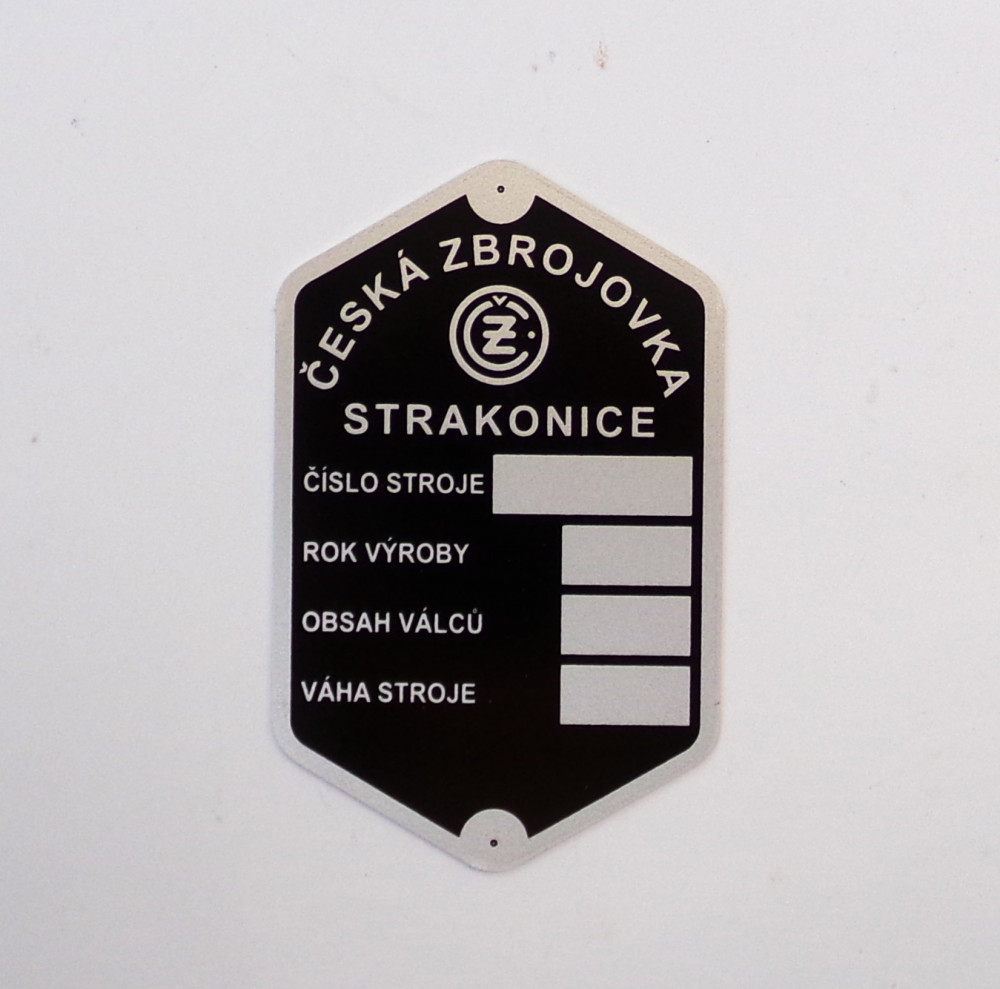 ČESKÁ ZBROJOVKA
ČZ
STRAKONICE
ČÍSLO STROJE
ROK VÝROBY
OBSAH VÁLCŮ
VÁHA STROJE